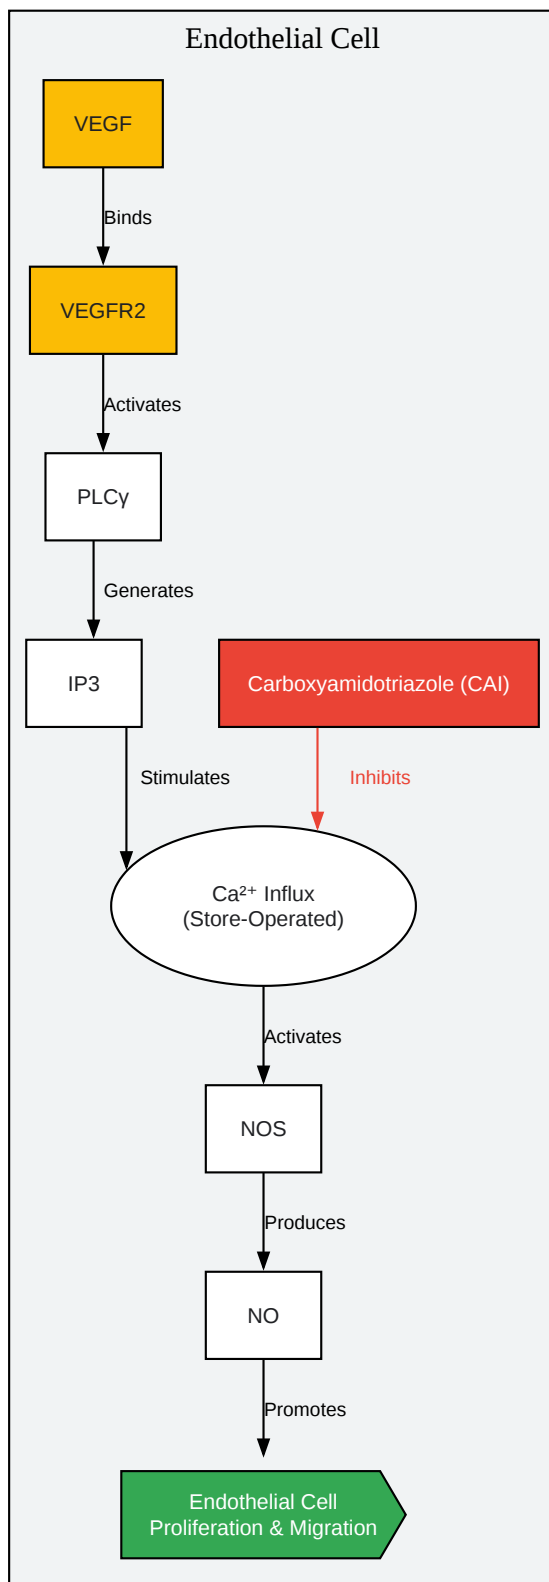 Endothelial Cell
VEGF
Binds
VEGFR2
Activates
PLCγ
Generates
IP3
Carboxyamidotriazole (CAI)
Stimulates
Inhibits
Ca²⁺ Influx
(Store-Operated)
Activates
NOS
Produces
NO
Promotes
Endothelial Cell
Proliferation & Migration